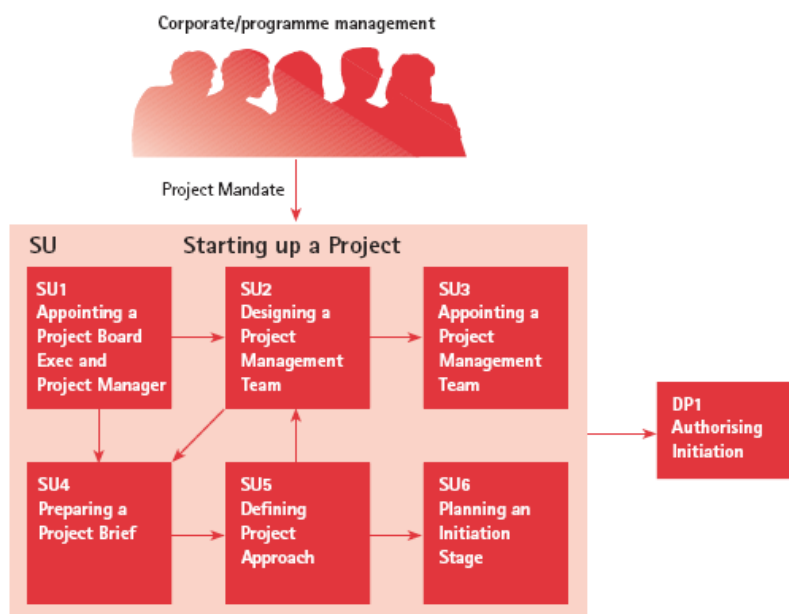 Corporate/programme management
Project Mandate
SU
Starting up a Project
SU1
Appointing a
Project Board
Exec and
Project Manager
SU2
Designing a
Project
Management
Team
SU3
Appointing a
Project
Management
Team
DP1
Authorising
Initiation
SU4
Preparing a
Project Brief
SU5
Defining
Project
Approach
SU6
Planning an
Initiation
Stage